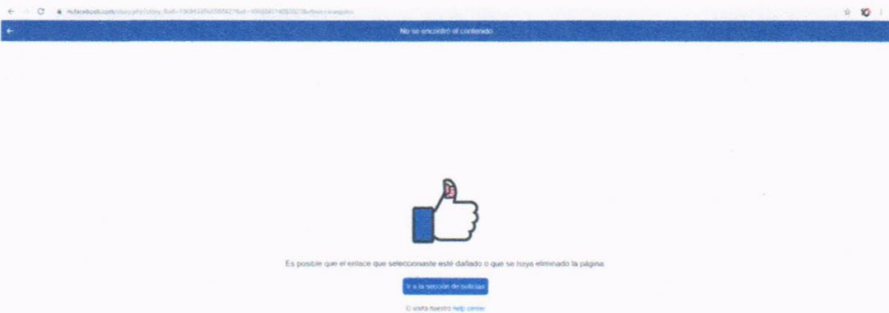 No se encontró el contenido
Es posible que el enlace que seleccionaste esté dañado o que se haya eliminado la página.
Ir a la sección de noticias
O visita nuestro help center